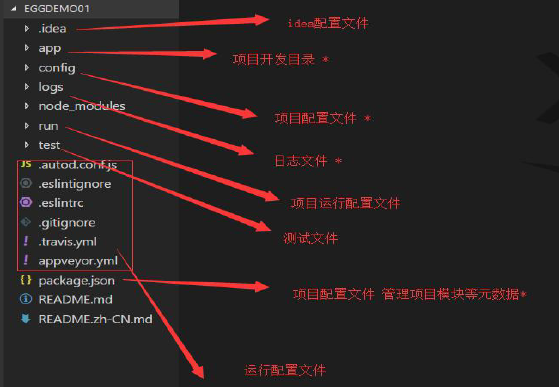 EGGDEMO01
.idea
idea配置文件
app
项目开发目录 *
config
项目配置文件 *
logs
日志文件 *
node_modules
run
项目运行配置文件
test
测试文件
JS .autod.conf.js
.eslintignore
.eslintrc
.gitignore
! .travis.yml
! appveyor.yml
运行配置文件
{ } package.json
项目配置文件 管理项目模块等元数据*
README.md
README.zh-CN.md